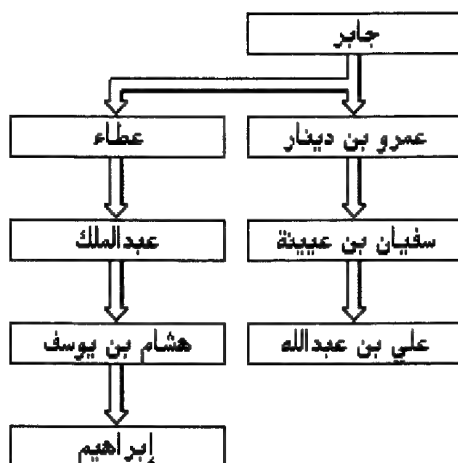 جابر
عمرو بن دينار
عطاء
سفيان بن عيينة
عبدالملك
علي بن عبدالله
هشام بن يوسف
إبراهيم